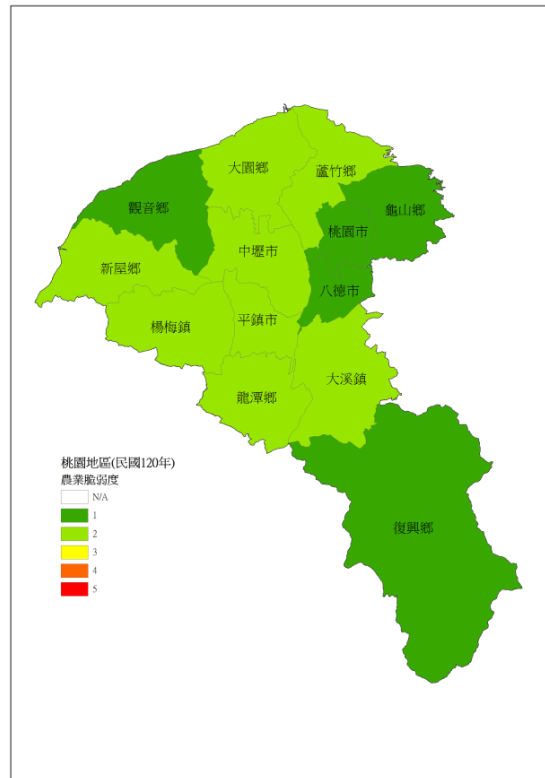 大園鄉
蘆竹鄉
觀音鄉
龜山鄉
桃園市
中壢市
新屋鄉
八德市
楊梅鎮
平鎮市
大溪鎮
龍潭鄉
桃園地區(民國120年)
農業脆弱度
N/A
1
2
3
4
5
復興鄉